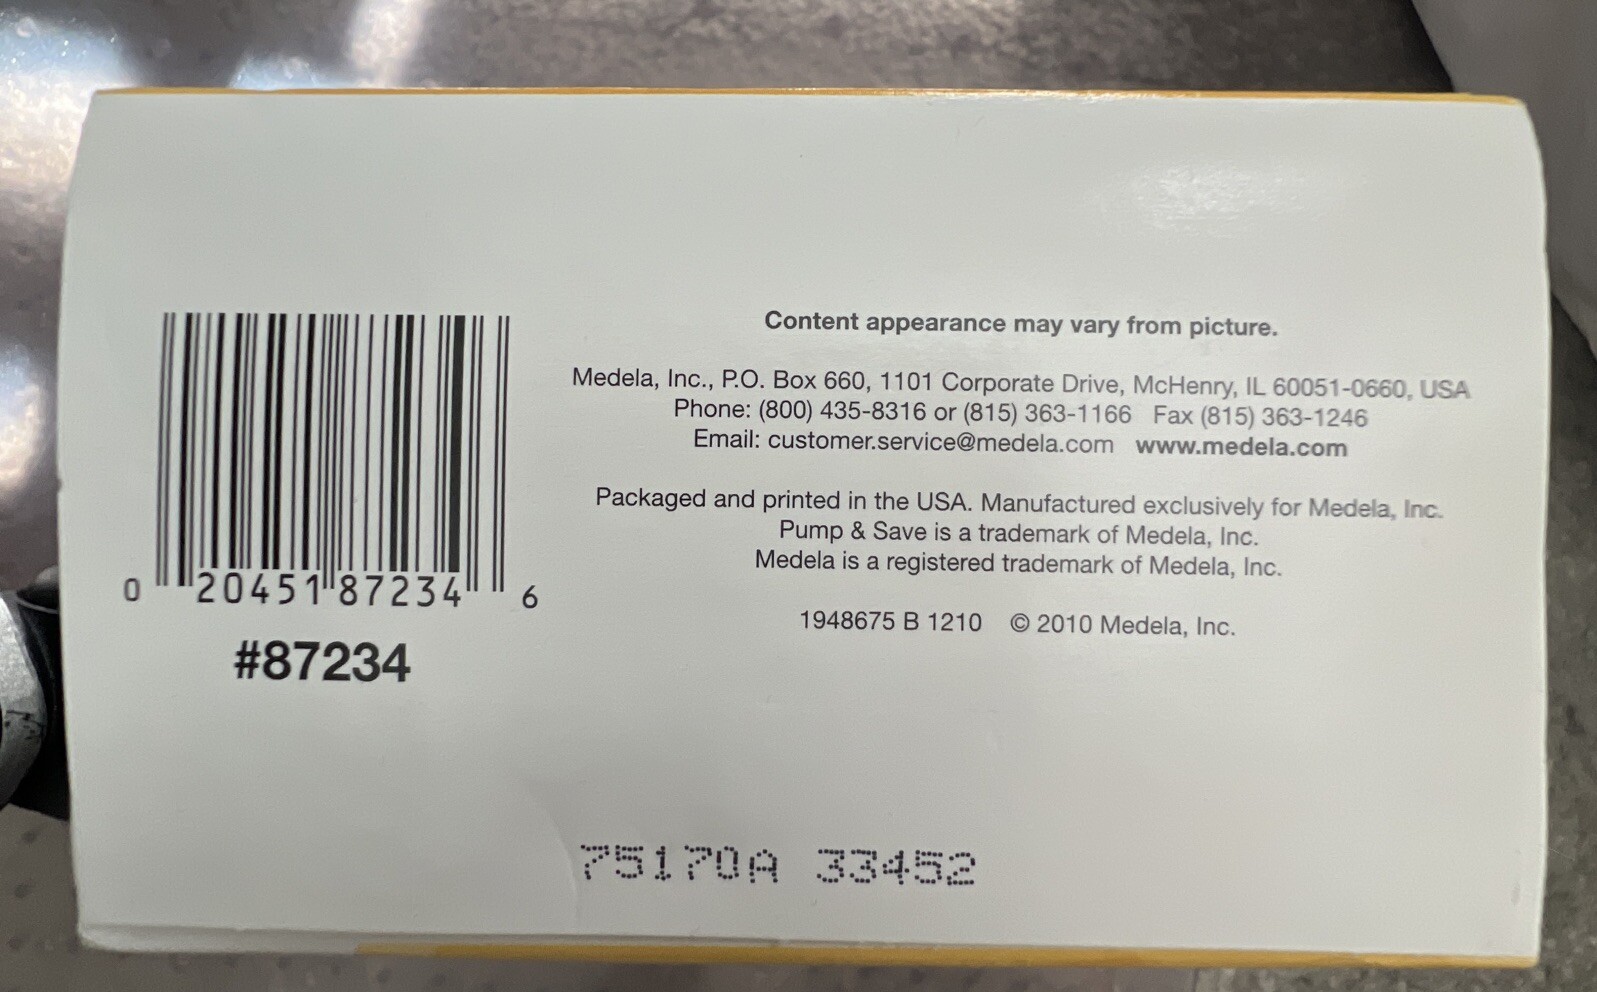 Content appearance may vary from picture.
Medela, Inc., P.O. Box 660, 1101 Corporate Drive, McHenry, IL 60051-0660, USA
Phone: (800) 435-8316 or (815) 363-1166 Fax (815) 363-1246
Email: customer.service@medela.com www.medela.com
Packaged and printed in the USA. Manufactured exclusively for Medela, Inc.
Pump & Save is a trademark of Medela, Inc.
Medela is a registered trademark of Medela, Inc.
1948675 B 1210 © 2010 Medela, Inc.
0 20451 87234 6
#87234
75170A 33452